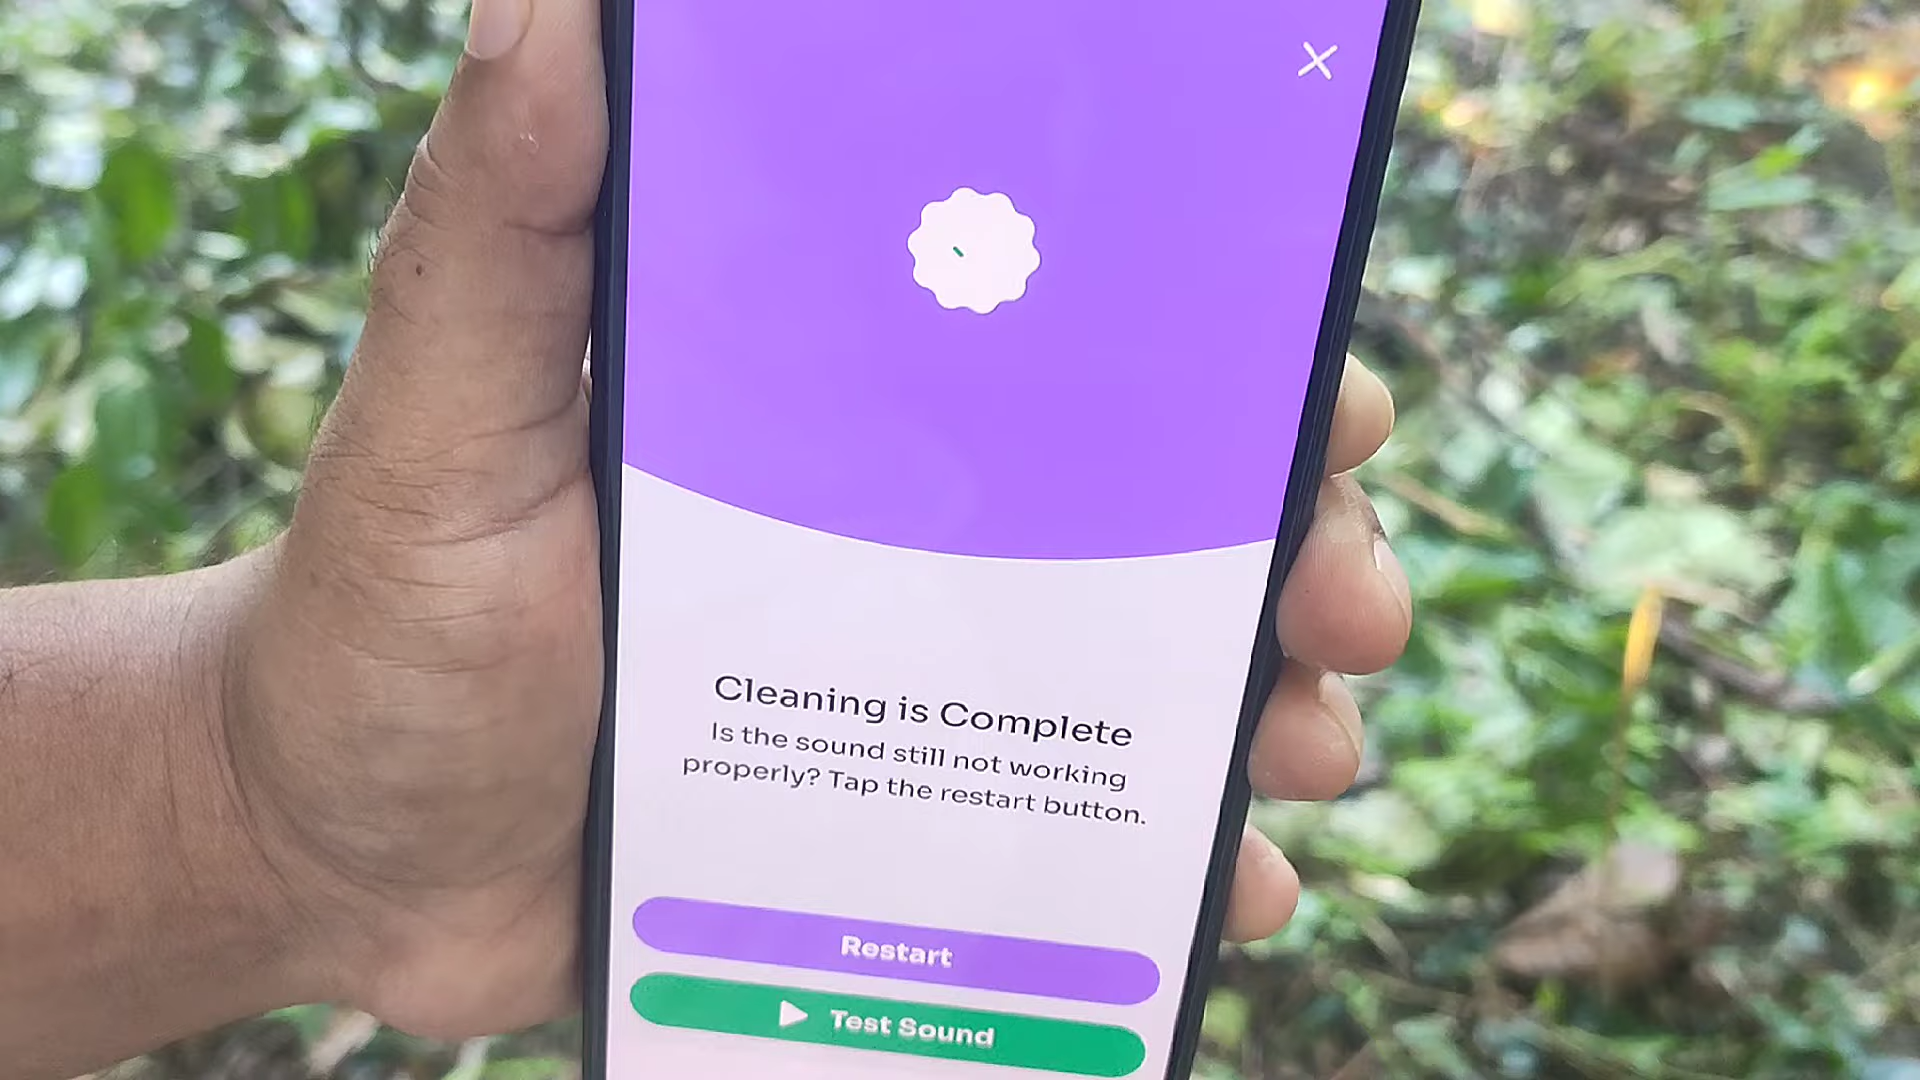 Cleaning is Complete
Is the sound still not working
properly? Tap the restart button.
Restart
Test Sound